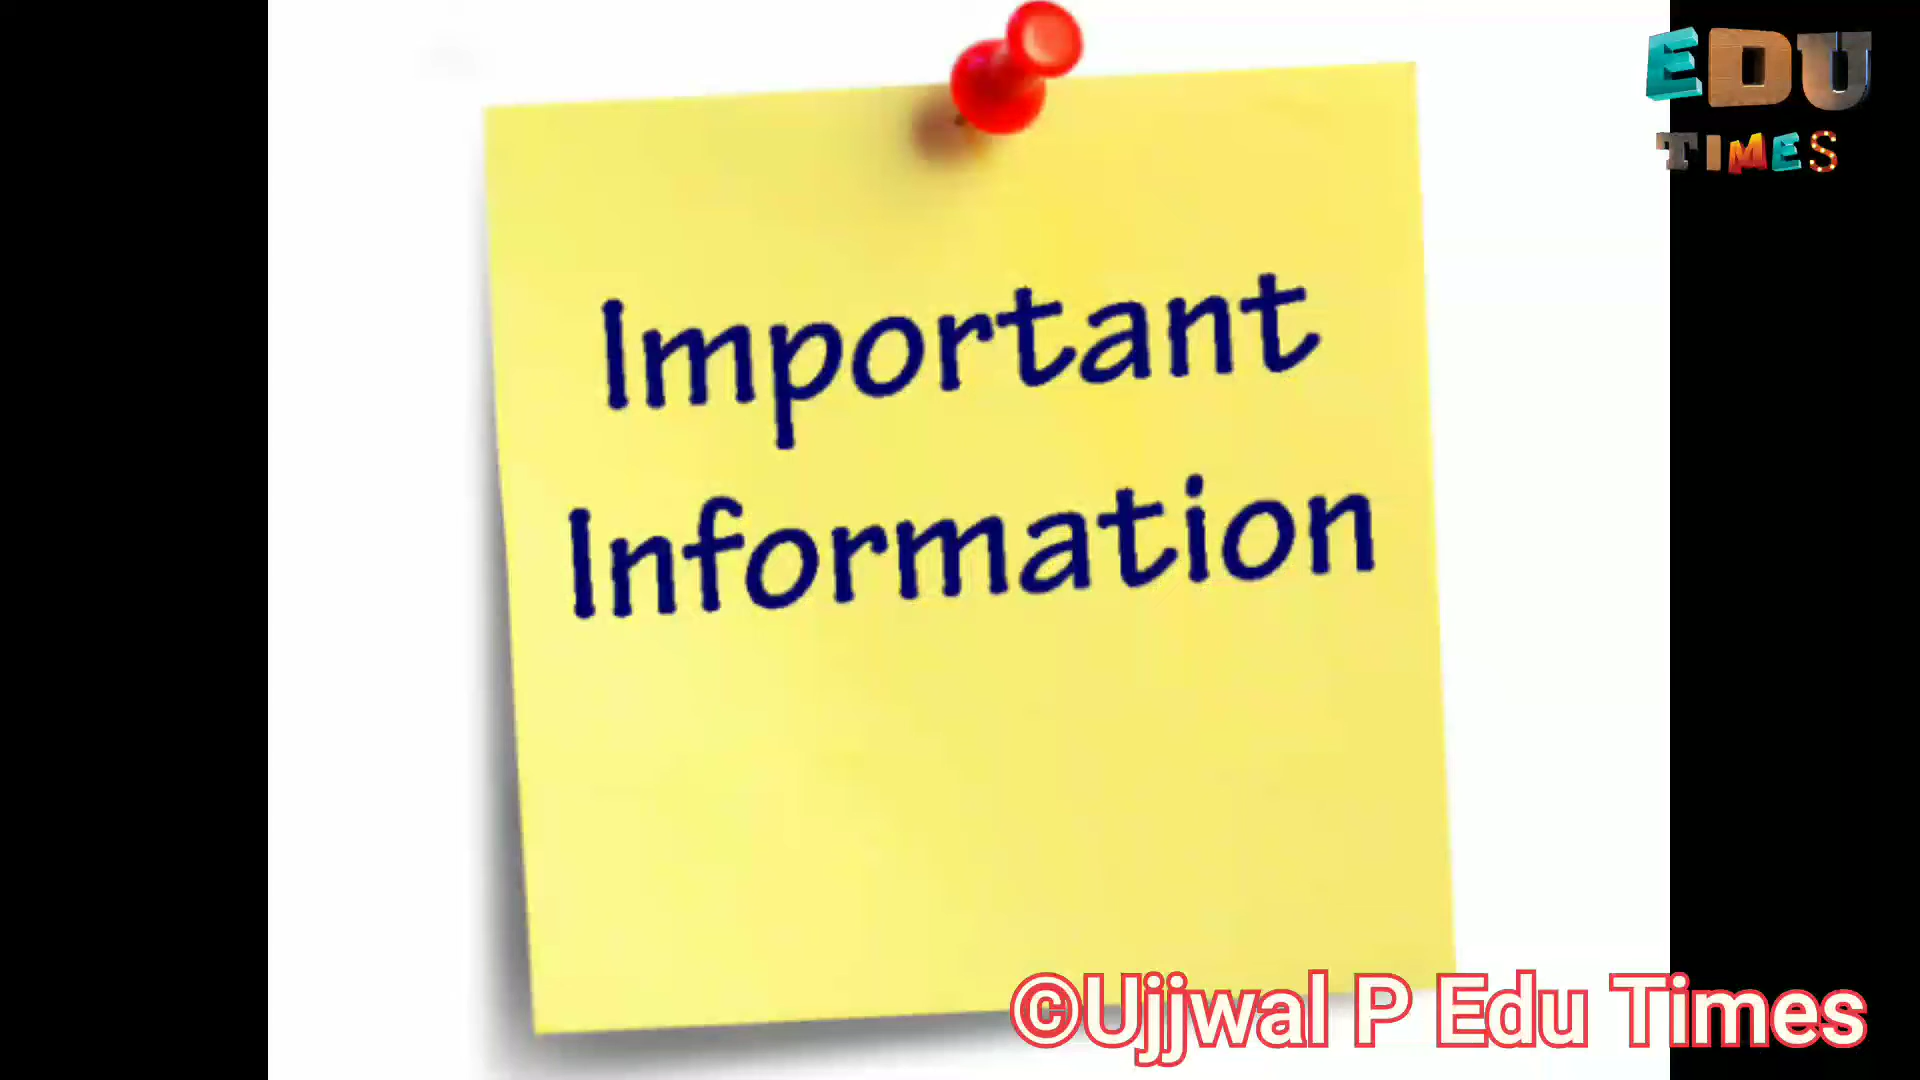 EDU
TIMES
Important
Information
©Ujjwal P Edu Times